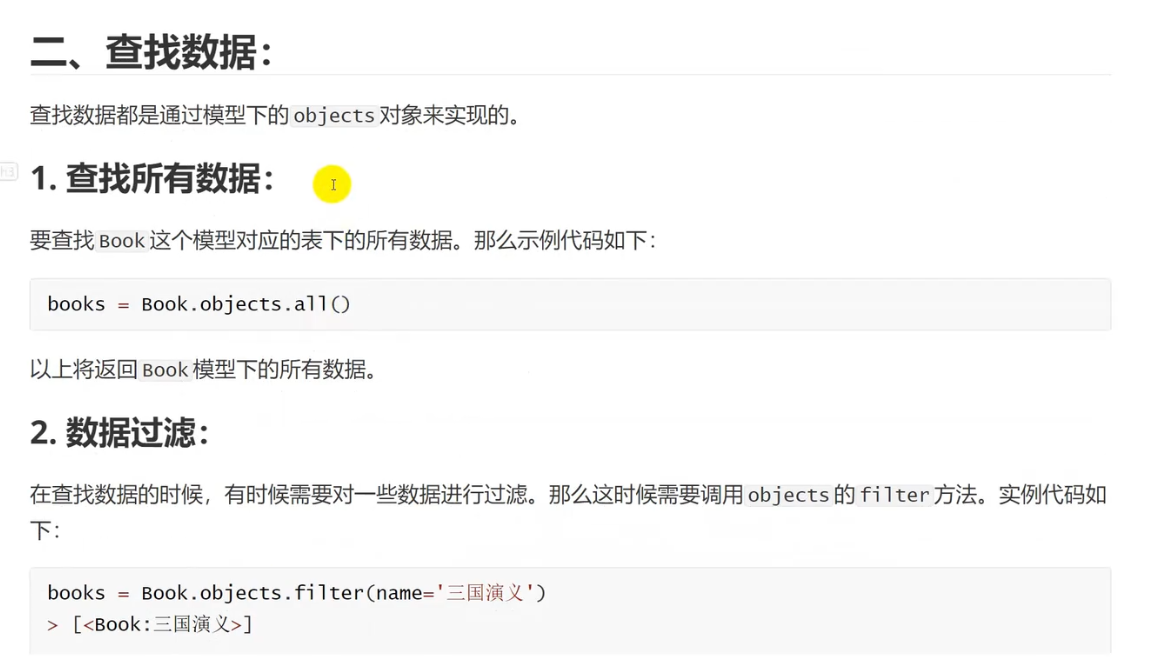 二、查找数据：
查找数据都是通过模型下的objects对象来实现的。
H3
1. 查找所有数据：
要查找Book这个模型对应的表下的所有数据。那么示例代码如下：
books = Book.objects.all()
以上将返回Book模型下的所有数据。
2. 数据过滤：
在查找数据的时候，有时候需要对一些数据进行过滤。那么这时候需要调用objects的filter方法。实例代码如
下：
books = Book.objects.filter(name='三国演义')
> [<Book:三国演义>]